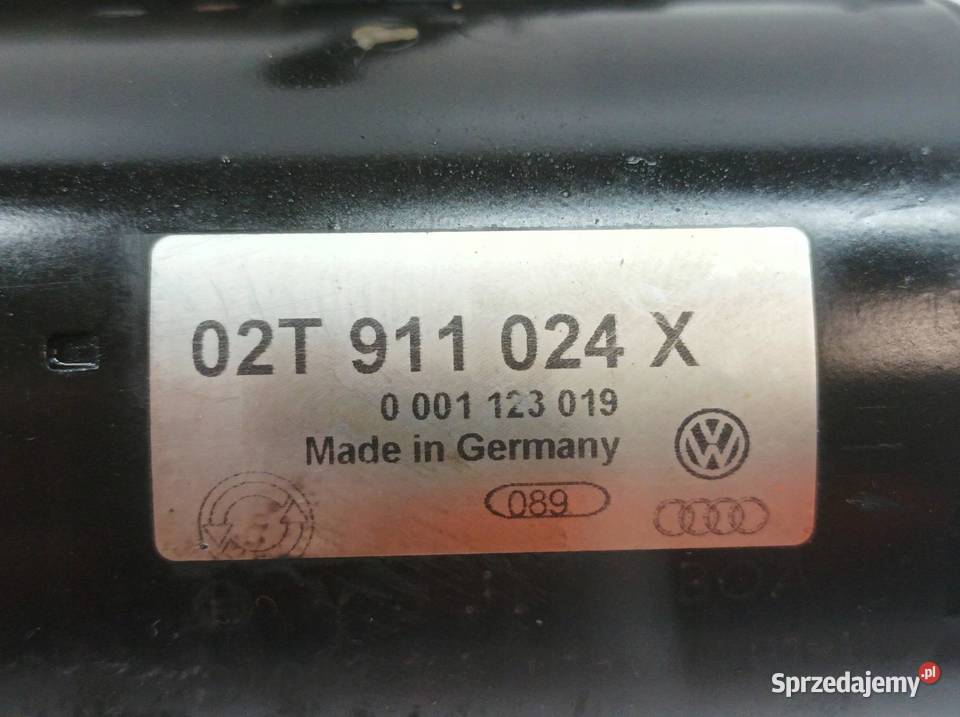 02T 911 024 X
0 001 123 019
Made in Germany
089
Sprzedajemy.pl